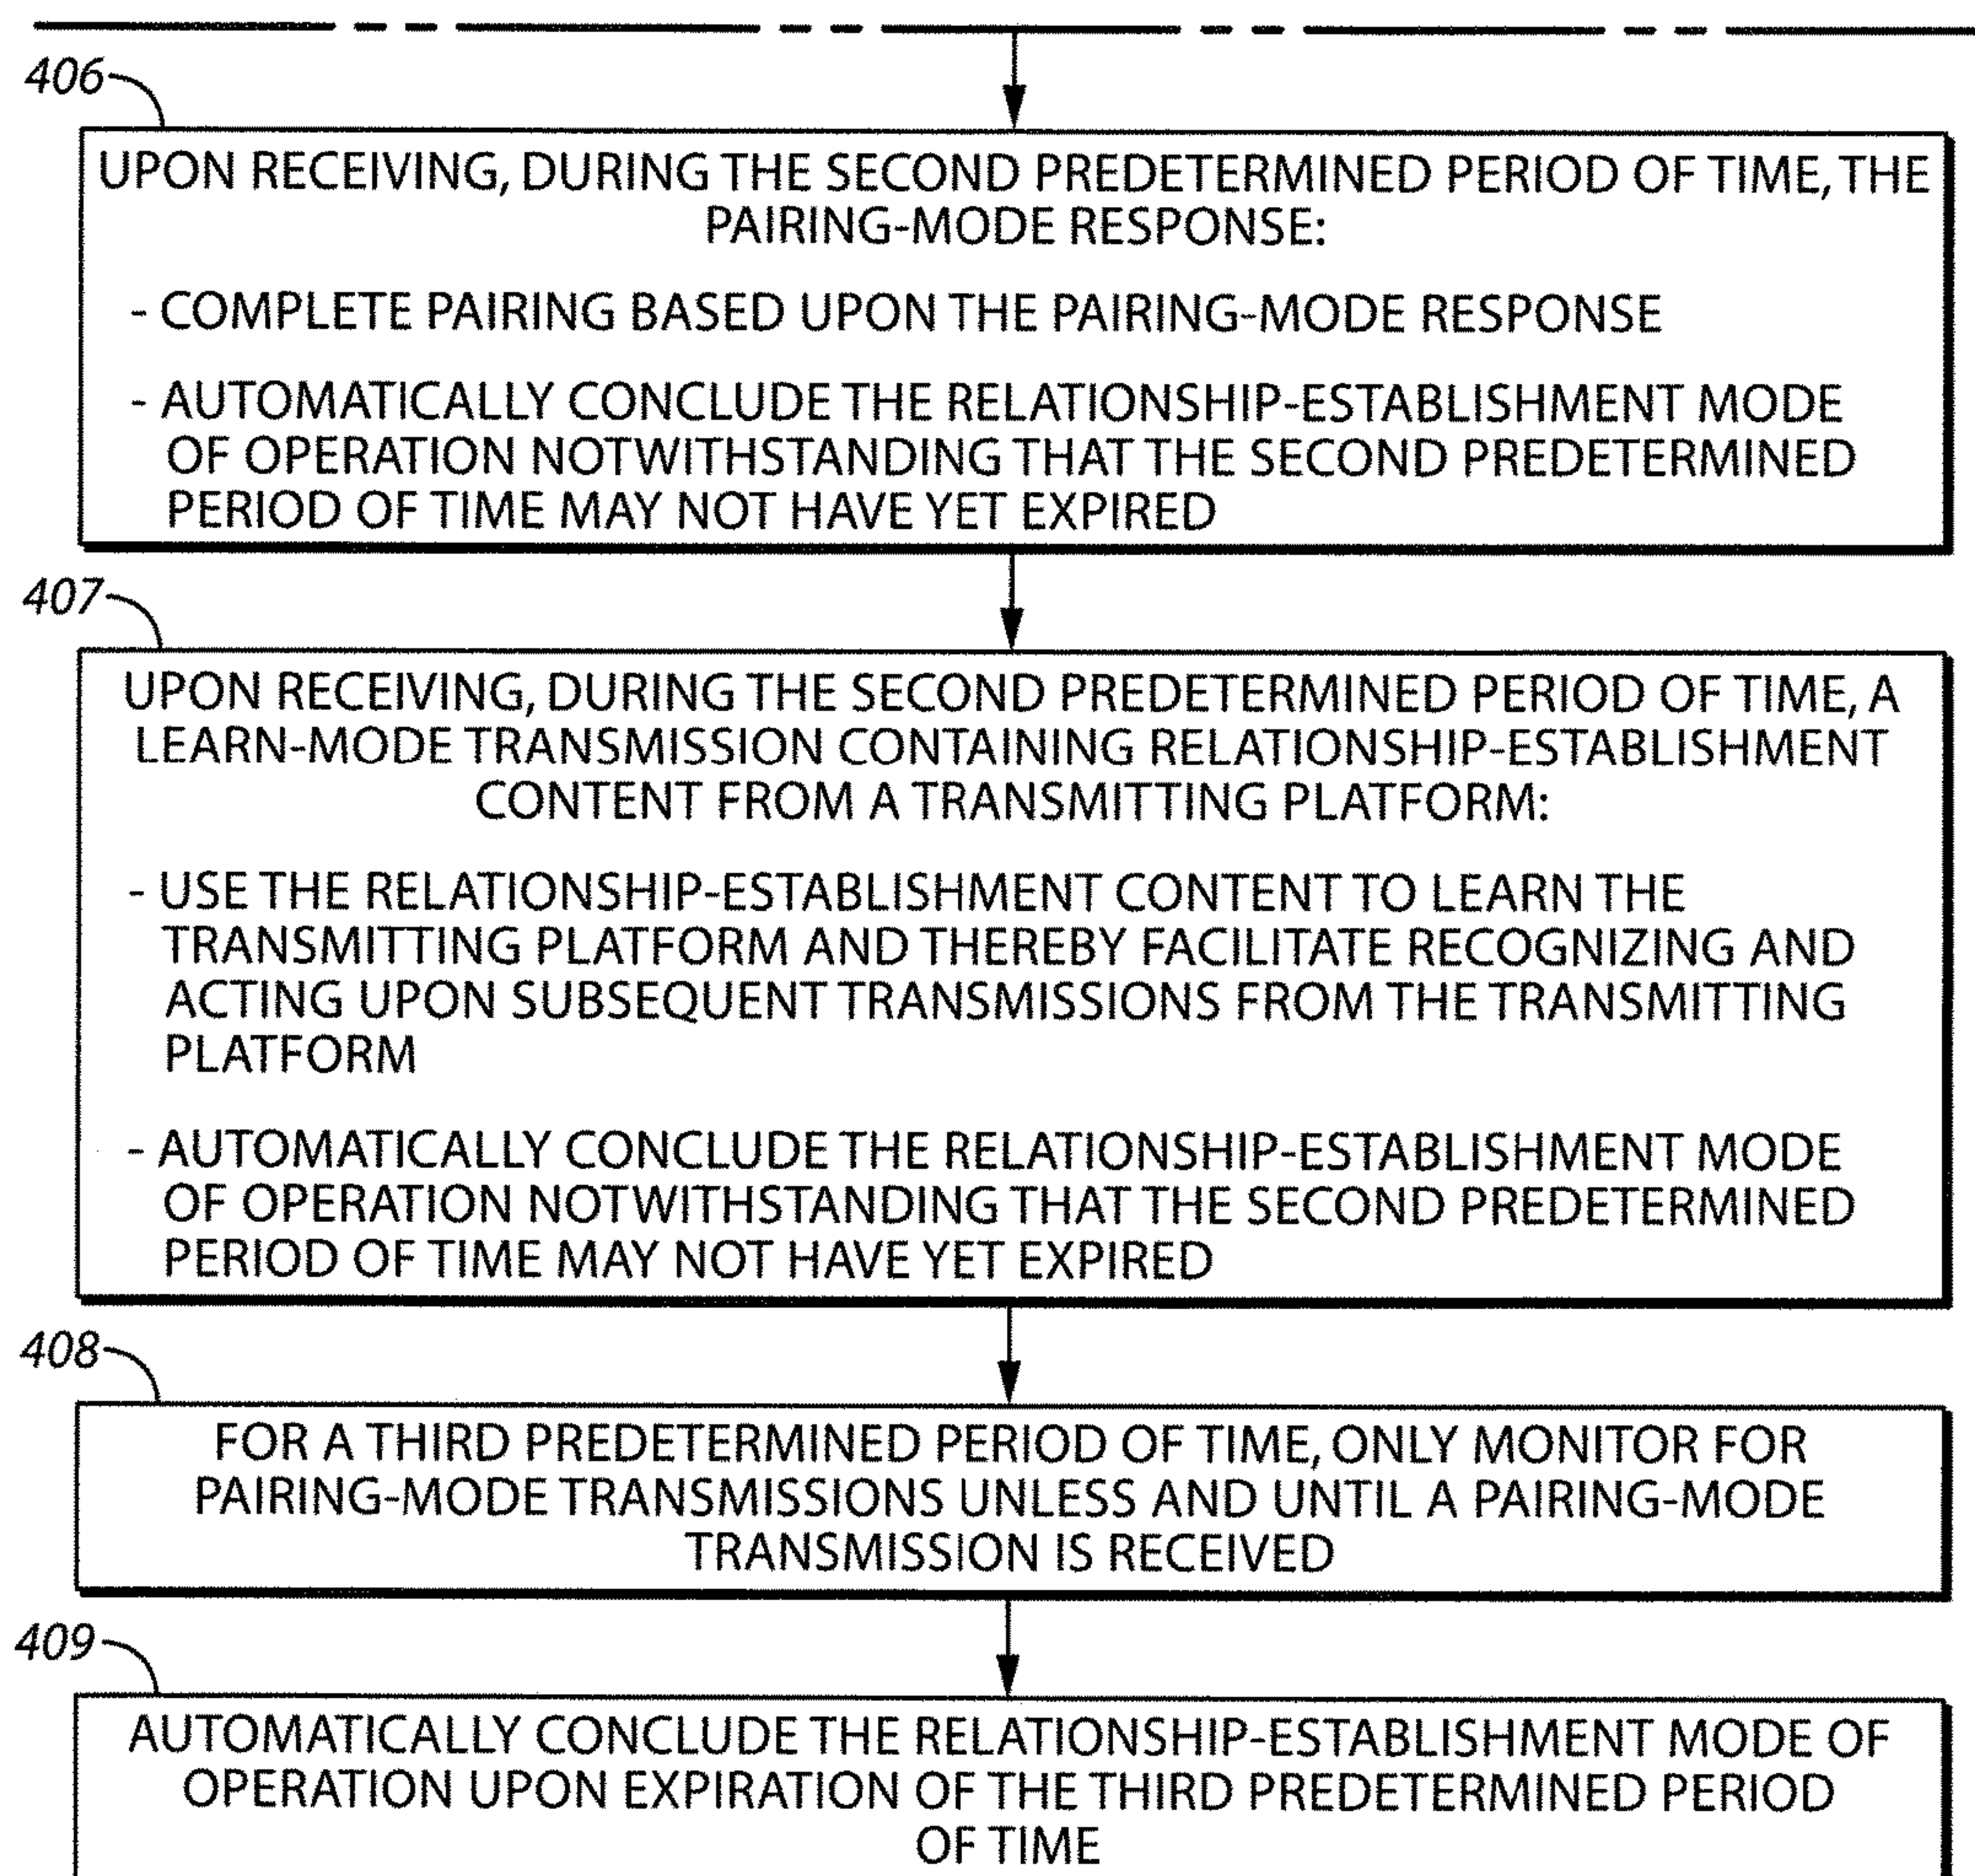 406
UPON RECEIVING, DURING THE SECOND PREDETERMINED PERIOD OF TIME, THE
PAIRING-MODE RESPONSE:
- COMPLETE PAIRING BASED UPON THE PAIRING-MODE RESPONSE
- AUTOMATICALLY CONCLUDE THE RELATIONSHIP-ESTABLISHMENT MODE
OF OPERATION NOTWITHSTANDING THAT THE SECOND PREDETERMINED
PERIOD OF TIME MAY NOT HAVE YET EXPIRED
407
UPON RECEIVING, DURING THE SECOND PREDETERMINED PERIOD OF TIME, A
LEARN-MODE TRANSMISSION CONTAINING RELATIONSHIP-ESTABLISHMENT
CONTENT FROM A TRANSMITTING PLATFORM:
- USE THE RELATIONSHIP-ESTABLISHMENT CONTENT TO LEARN THE
TRANSMITTING PLATFORM AND THEREBY FACILITATE RECOGNIZING AND
ACTING UPON SUBSEQUENT TRANSMISSIONS FROM THE TRANSMITTING
PLATFORM
- AUTOMATICALLY CONCLUDE THE RELATIONSHIP-ESTABLISHMENT MODE
OF OPERATION NOTWITHSTANDING THAT THE SECOND PREDETERMINED
PERIOD OF TIME MAY NOT HAVE YET EXPIRED
408
FOR A THIRD PREDETERMINED PERIOD OF TIME, ONLY MONITOR FOR
PAIRING-MODE TRANSMISSIONS UNLESS AND UNTIL A PAIRING-MODE
TRANSMISSION IS RECEIVED
409
AUTOMATICALLY CONCLUDE THE RELATIONSHIP-ESTABLISHMENT MODE OF
OPERATION UPON EXPIRATION OF THE THIRD PREDETERMINED PERIOD
OF TIME